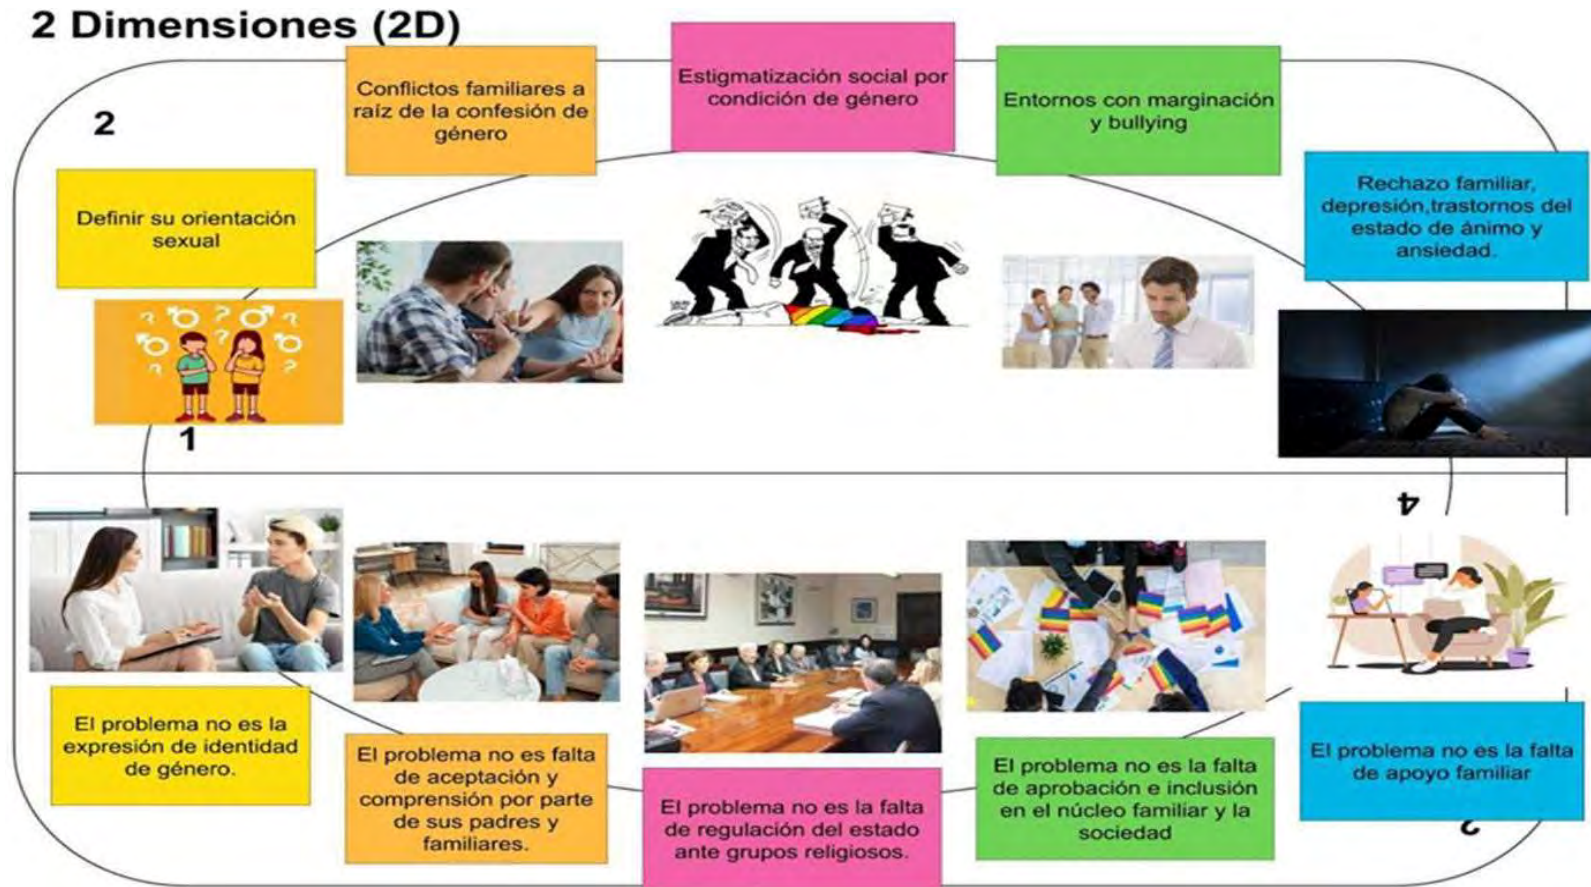 2 Dimensiones (2D)
2
Definir su orientación
sexual
Conflictos familiares a
raíz de la confesión de
género
Estigmatización social por
condición de género
Entornos con marginación
y bullying
Rechazo familiar,
depresión,trastornos del
estado de ánimo y
ansiedad.
1
4
El problema no es la
expresión de identidad
de género.
El problema no es falta
de aceptación y
comprensión por parte
de sus padres y
familiares.
El problema no es la falta
de regulación del estado
ante grupos religiosos.
El problema no es la falta
de aprobación e inclusión
en el núcleo familiar y la
sociedad
El problema no es la falta
de apoyo familiar